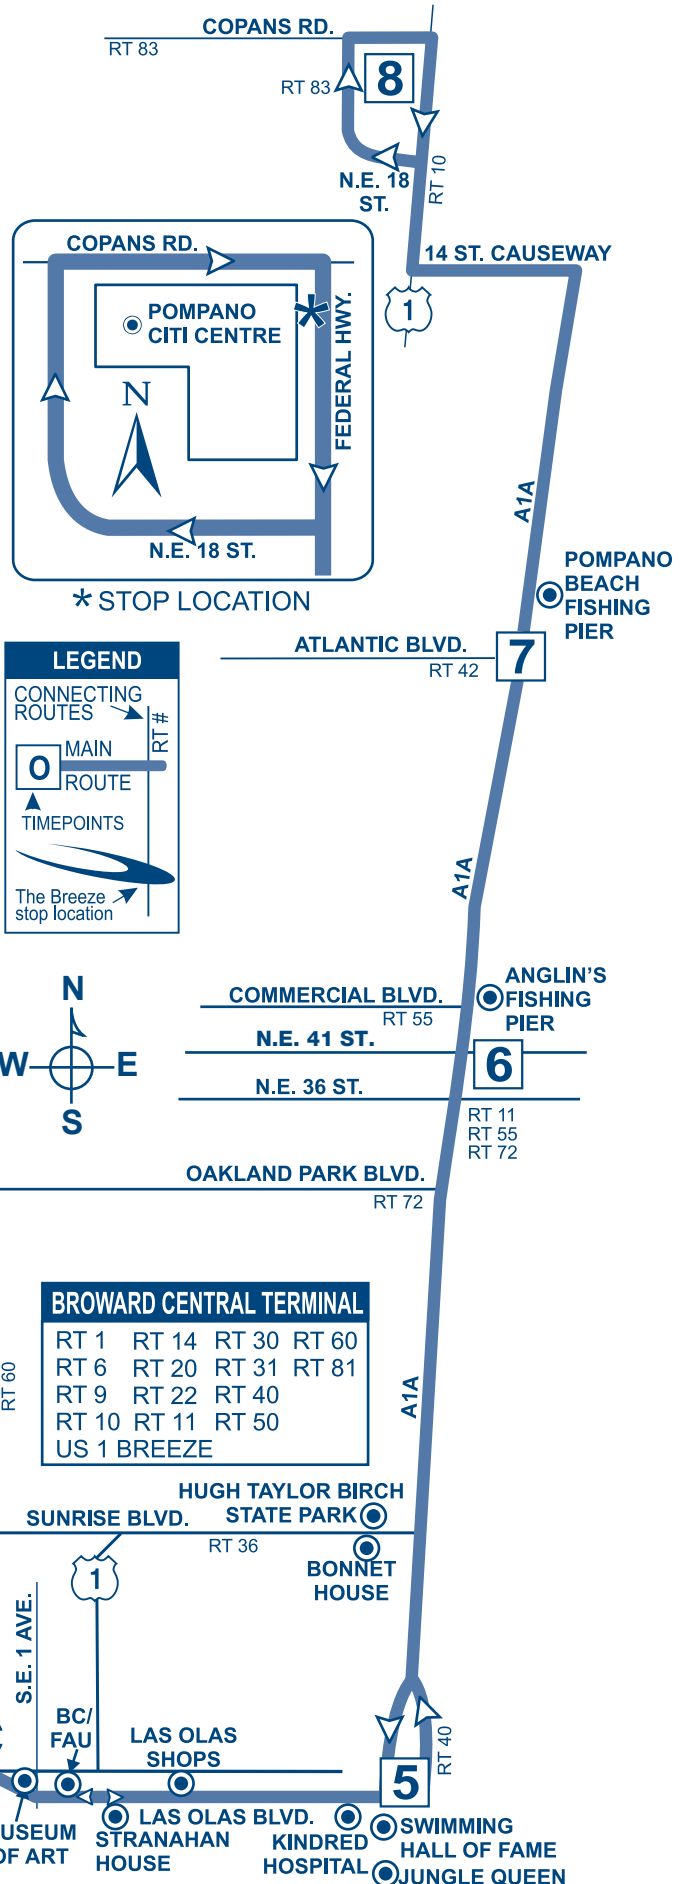 COPANS RD.
RT 83
RT 83
8
N.E. 18
ST.
RT 10
14 ST. CAUSEWAY
1
COPANS RD.
POMPANO
CITI CENTRE
FEDERAL HWY.
*
N
N.E. 18 ST.
* STOP LOCATION
A1A
POMPANO
BEACH
FISHING
PIER
ATLANTIC BLVD.
RT 42
7
LEGEND
CONNECTING
ROUTES
RT #
O
MAIN
ROUTE
TIMEPOINTS
The Breeze
stop location
A1A
N
W
E
S
COMMERCIAL BLVD.
RT 55
ANGLIN'S
FISHING
PIER
N.E. 41 ST.
6
N.E. 36 ST.
RT 11
RT 55
RT 72
OAKLAND PARK BLVD.
RT 72
BROWARD CENTRAL TERMINAL
RT 1 RT 14 RT 30 RT 60
RT 6 RT 20 RT 31 RT 81
RT 9 RT 22 RT 40
RT 10 RT 11 RT 50
US 1 BREEZE
RT 60
A1A
HUGH TAYLOR BIRCH
STATE PARK
SUNRISE BLVD.
RT 36
BONNET
HOUSE
1
S.E. 1 AVE.
BC/
FAU
LAS OLAS
SHOPS
RT 40
5
LAS OLAS BLVD.
USEUM
OF ART
STRANAHAN
HOUSE
KINDRED
HOSPITAL
SWIMMING
HALL OF FAME
JUNGLE QUEEN